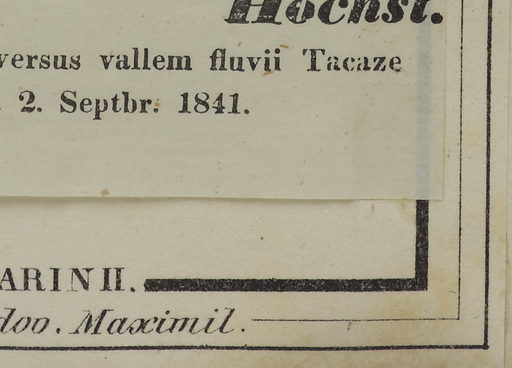 Hochst.
versus vallem fluvii Tacaze
2. Septbr. 1841.
ARINII.
doo. Maximil.